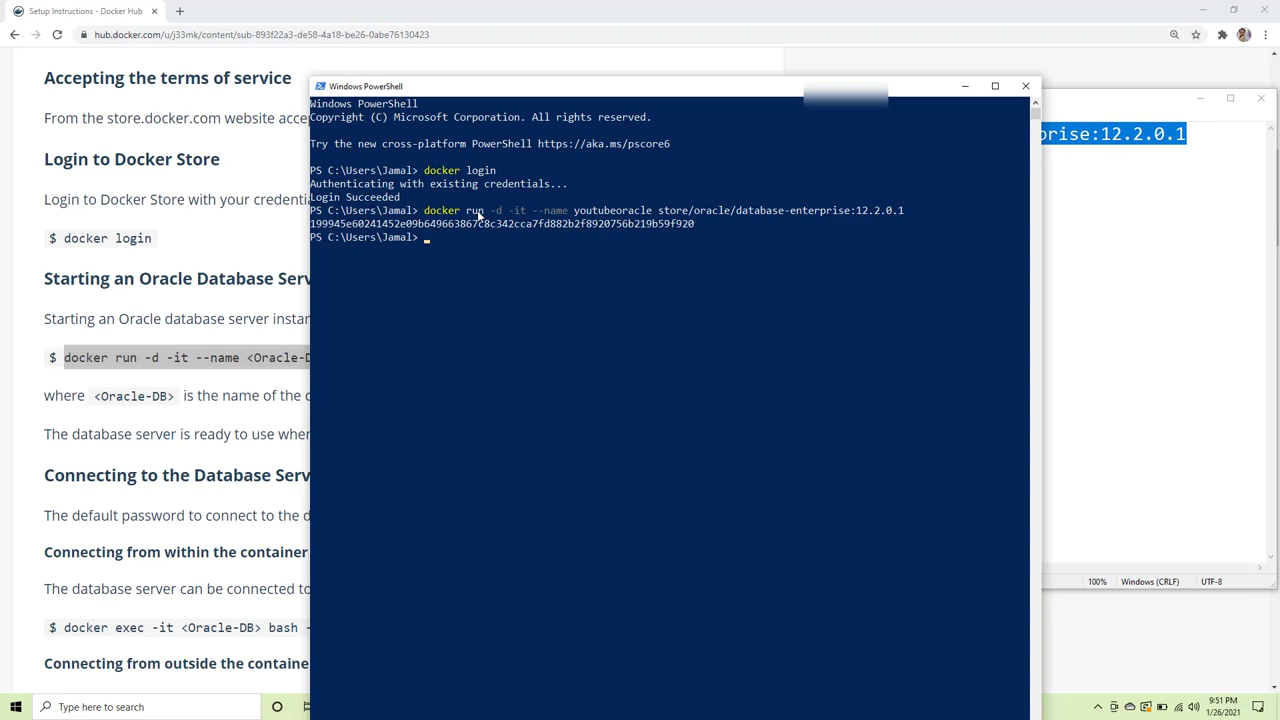 Setup Instructions - Docker Hub
hub.docker.com/u/j33mk/content/sub-893f22a3-de58-4a18-be26-0abe76130423
Accepting the terms of service
From the store.docker.com website acce
Login to Docker Store
Login to Docker Store with your credenti
$ docker login
Starting an Oracle Database Serv
Starting an Oracle database server instan
$ docker run -d -it --name <Oracle-D
where <Oracle-DB> is the name of the c
The database server is ready to use when
Connecting to the Database Serv
The default password to connect to the d
Connecting from within the container
The database server can be connected to
$ docker exec -it <Oracle-DB> bash -
Connecting from outside the containe
Windows PowerShell
Windows PowerShell
Copyright (C) Microsoft Corporation. All rights reserved.
Try the new cross-platform PowerShell https://aka.ms/pscore6
PS C:\Users\Jamal> docker login
Authenticating with existing credentials...
Login Succeeded
PS C:\Users\Jamal> docker run -d -it --name youtubeoracle store/oracle/database-enterprise:12.2.0.1
199945e60241452e09b649663867c8c342cca7fd882b2f8920756b219b59f920
PS C:\Users\Jamal>
prise:12.2.0.1
100% Windows (CRLF) UTF-8
Type here to search
9:51 PM
1/26/2021